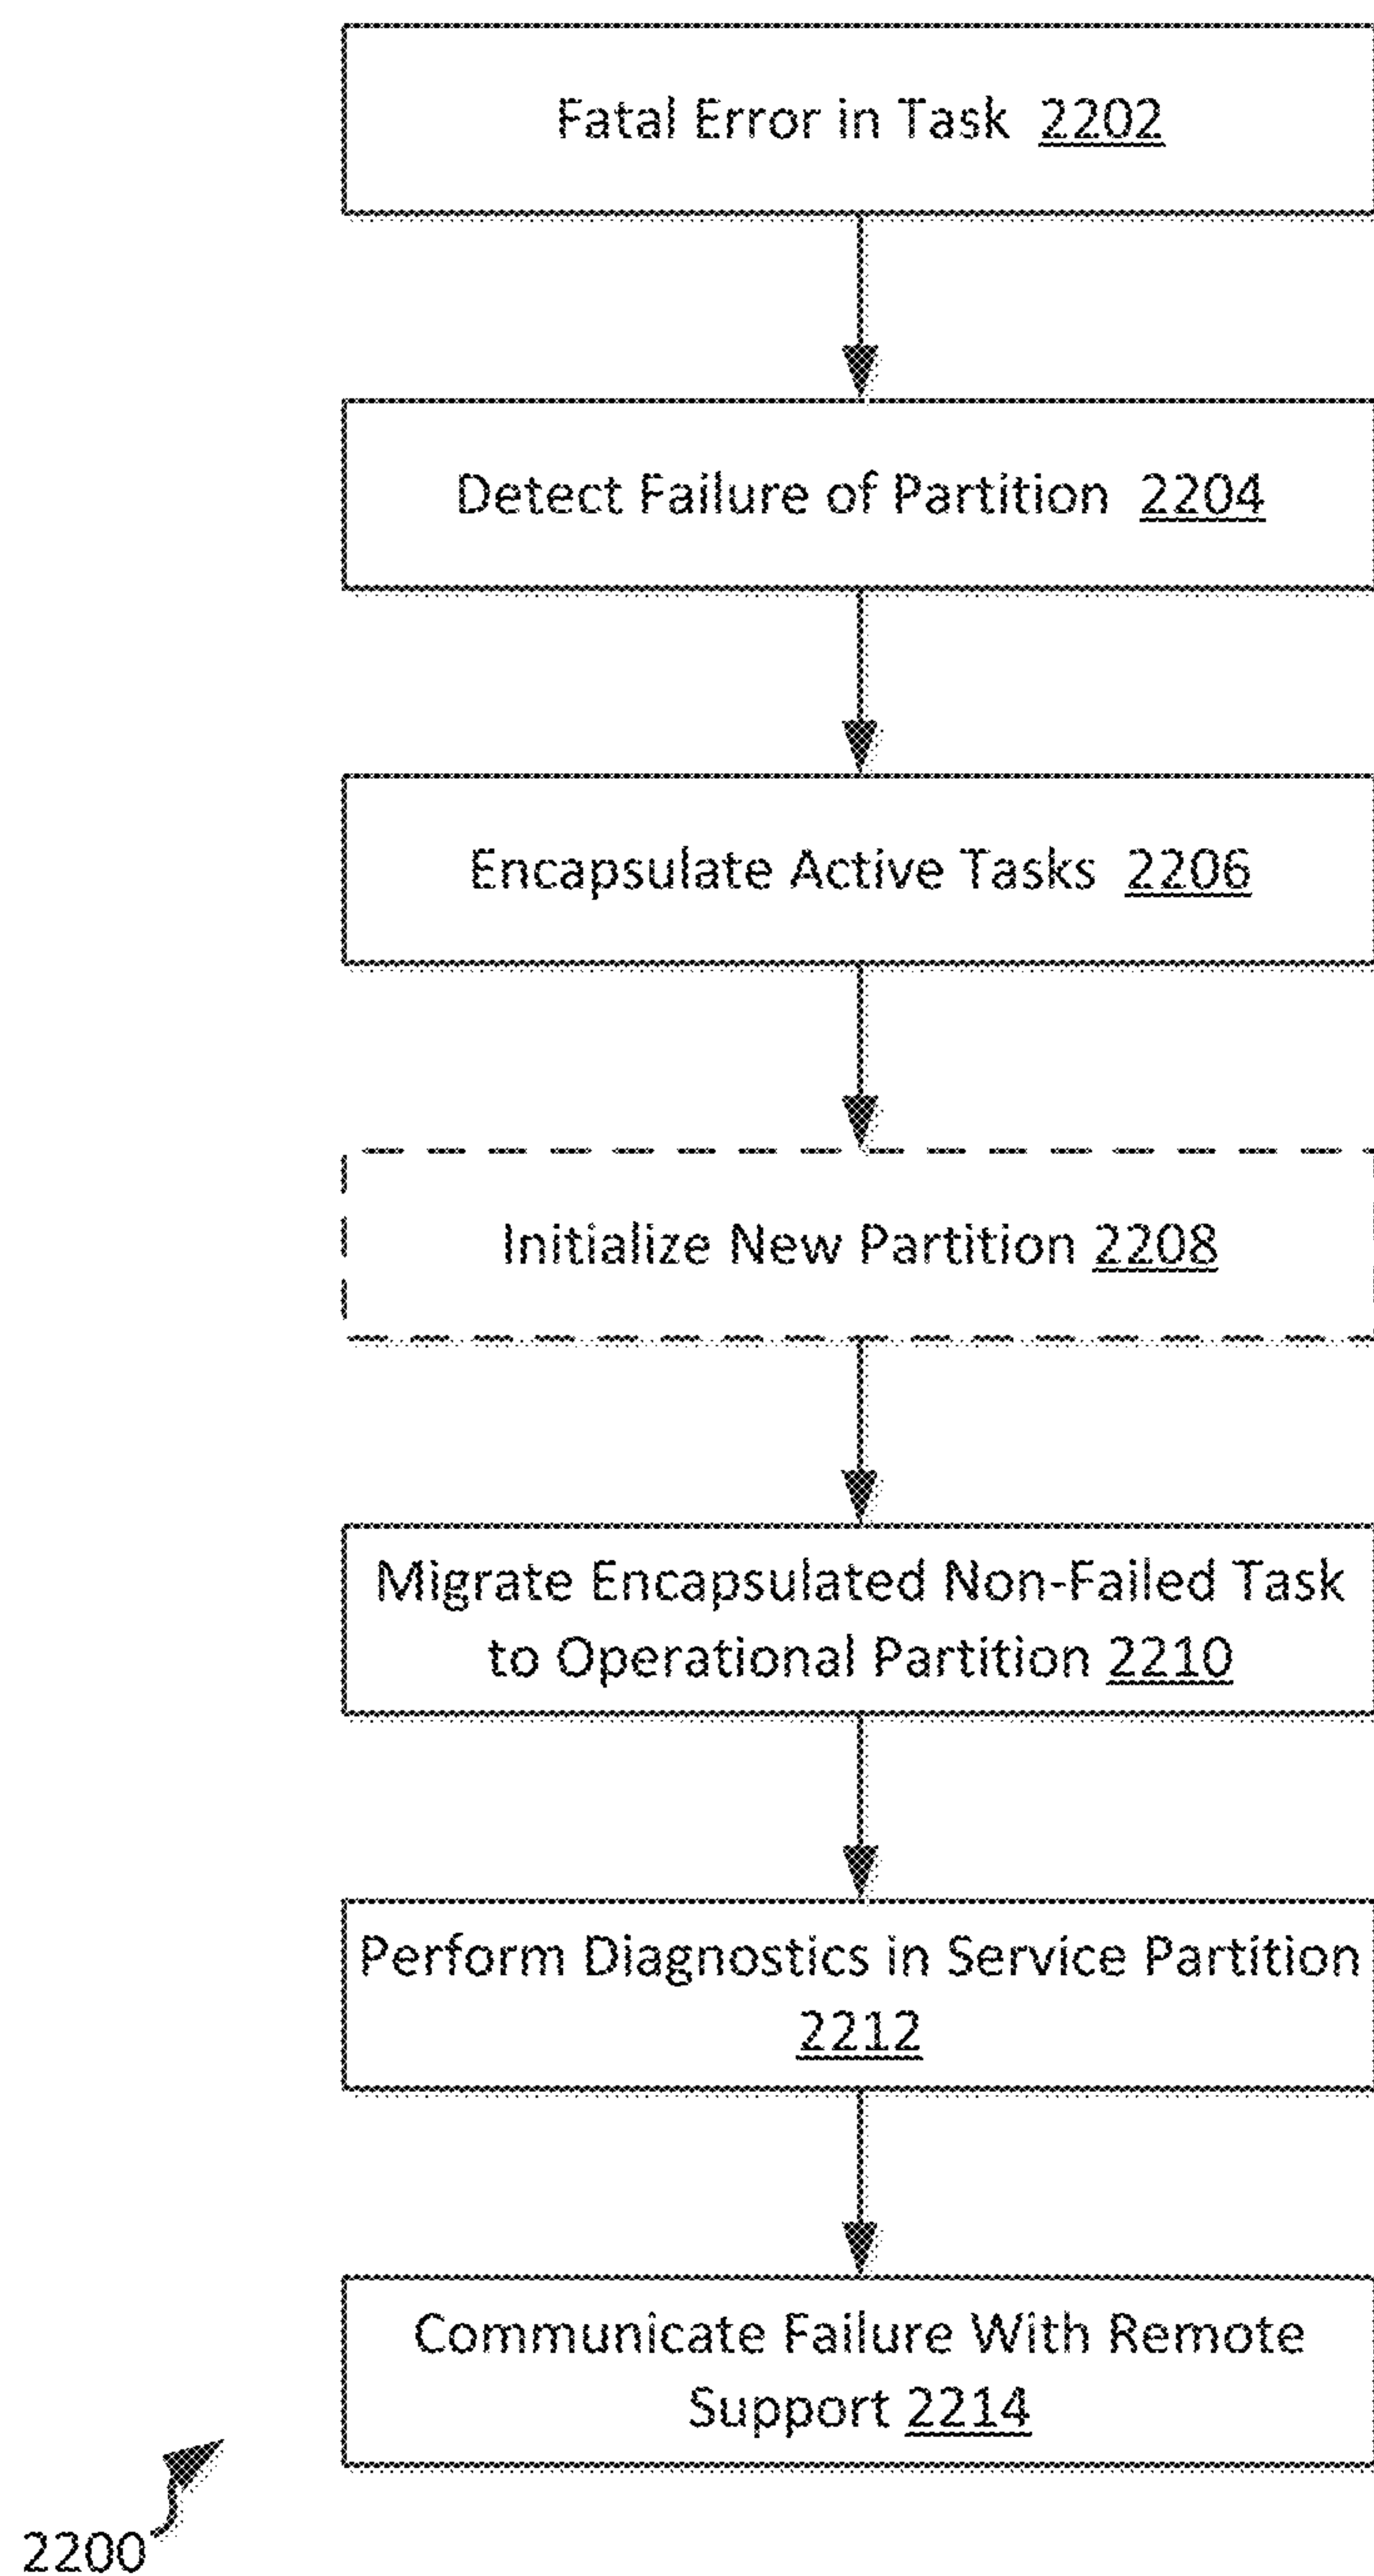 Fatal Error in Task 2202
Detect Failure of Partition 2204
Encapsulate Active Tasks 2206
Initialize New Partition 2208
Migrate Encapsulated Non-Failed Task
to Operational Partition 2210
Perform Diagnostics in Service Partition
2212
Communicate Failure With Remote
Support 2214
2200